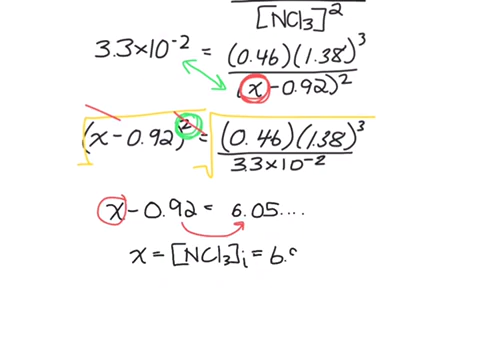 [NCl₃]²
3.3×10⁻² = (0.46)(1.38)³
(x - 0.92)²
(x - 0.92)² = (0.46)(1.38)³
3.3×10⁻²
x - 0.92 = 6.05....
x = [NCl₃]ᵢ = 6.